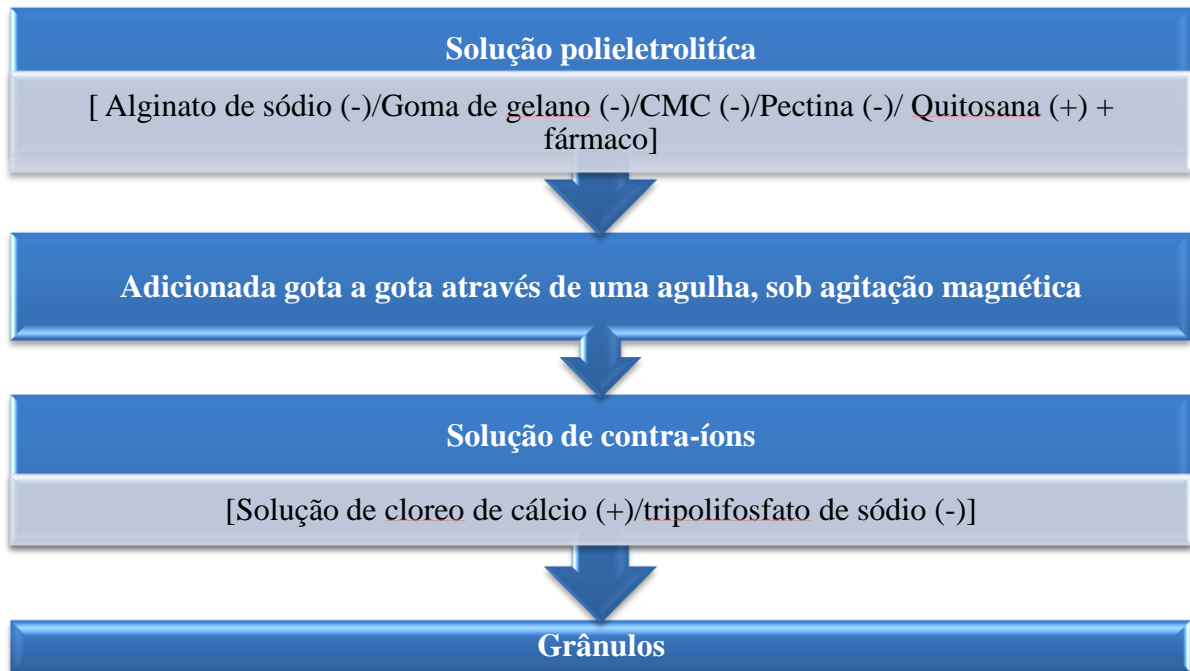 Solução polieletrolitíca
[ Alginato de sódio (-)/Goma de gelano (-)/CMC (-)/Pectina (-)/ Quitosana (+) +
fármaco]
Adicionada gota a gota através de uma agulha, sob agitação magnética
Solução de contra-íons
[Solução de cloreo de cálcio (+)/tripolifosfato de sódio (-)]
Grânulos